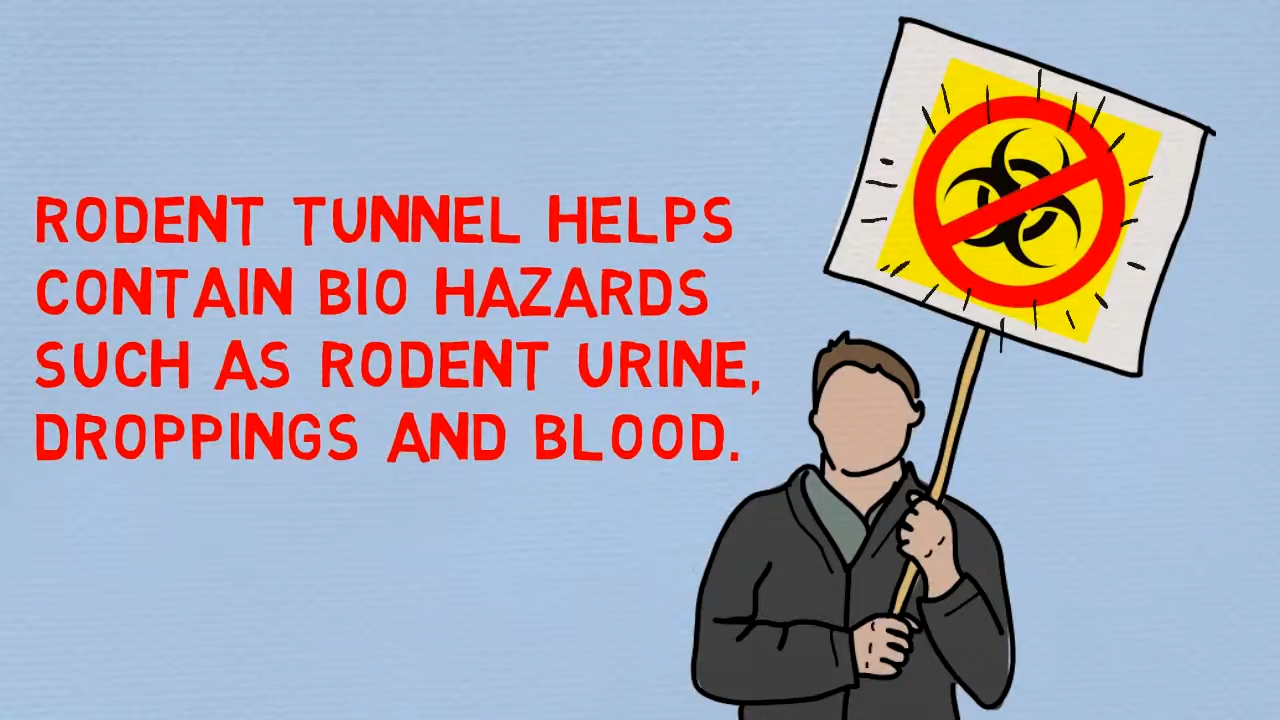 RODENT TUNNEL HELPS
CONTAIN BIO HAZARDS
SUCH AS RODENT URINE,
DROPPINGS AND BLOOD.